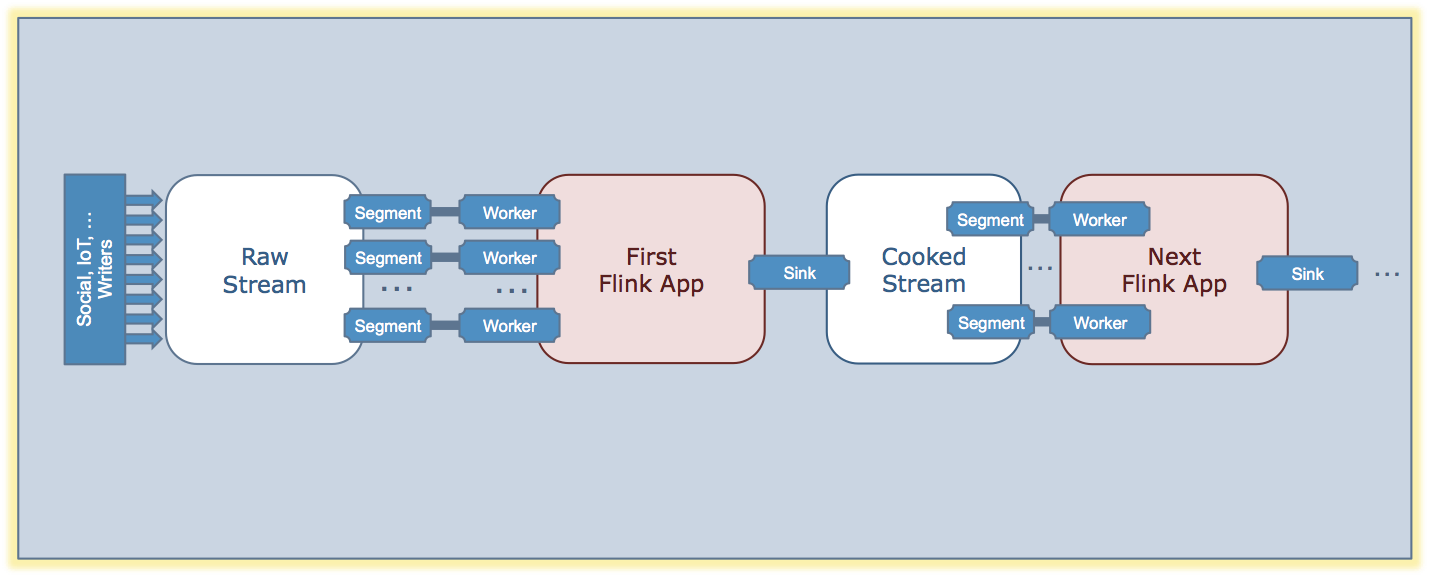 Social, IoT, ...
Writers
Raw
Stream
Segment
Worker
Segment
Worker
...
...
Segment
Worker
First
Flink App
Sink
Cooked
Stream
Segment
Worker
...
Segment
Worker
Next
Flink App
Sink
...